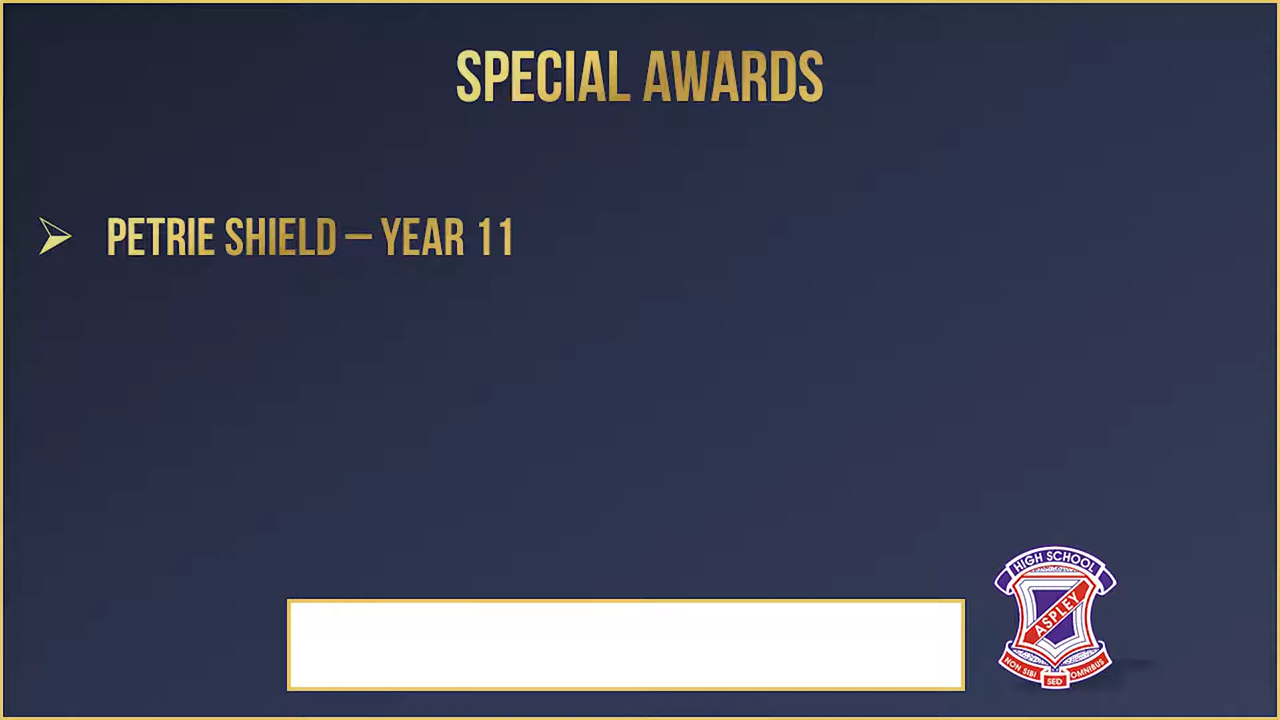 SPECIAL AWARDS
➢ PETRIE SHIELD – YEAR 11
HIGH SCHOOL
ASPLEY
NON SIBI SED OMNIBUS